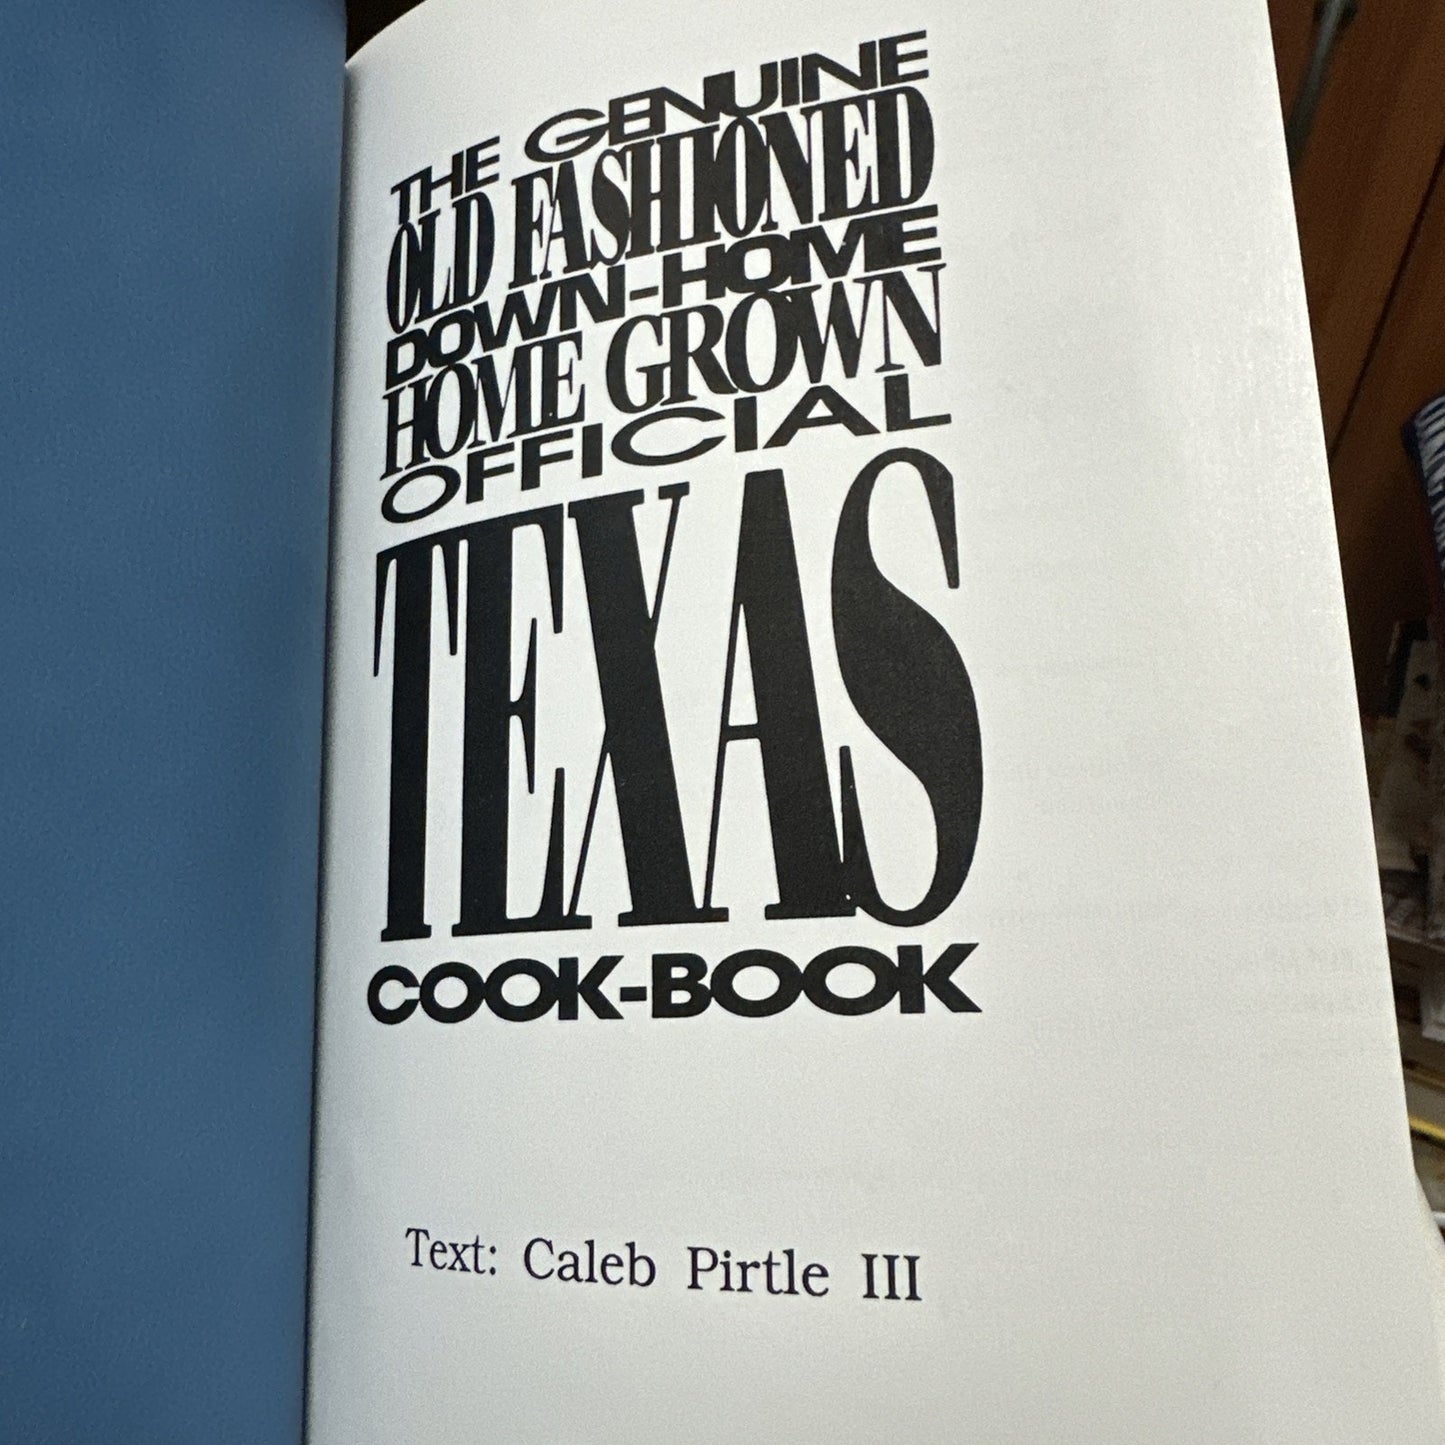 THE GENUINE
OLD FASHIONED
DOWN-HOME
HOME GROWN
OFFICIAL
TEXAS
COOK-BOOK
Text: Caleb Pirtle III